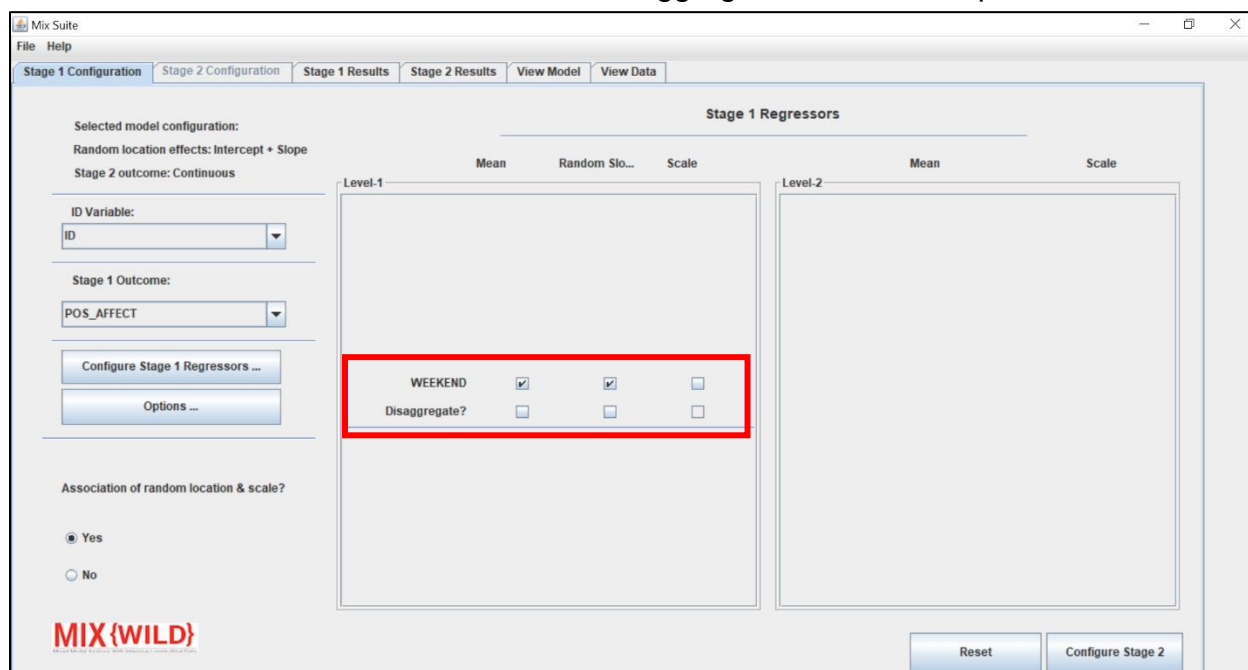 Mix Suite
File Help
Stage 1 Configuration Stage 2 Configuration Stage 1 Results Stage 2 Results View Model View Data
Stage 1 Regressors
Selected model configuration:
Random location effects: Intercept + Slope
Stage 2 outcome: Continuous
Mean Random Slo... Scale
Mean Scale
Level-1
Level-2
ID Variable:
ID
Stage 1 Outcome:
POS_AFFECT
Configure Stage 1 Regressors ...
Options ...
WEEKEND
Disaggregate?
Association of random location & scale?
Yes
No
MIX {WILD}
Reset Configure Stage 2